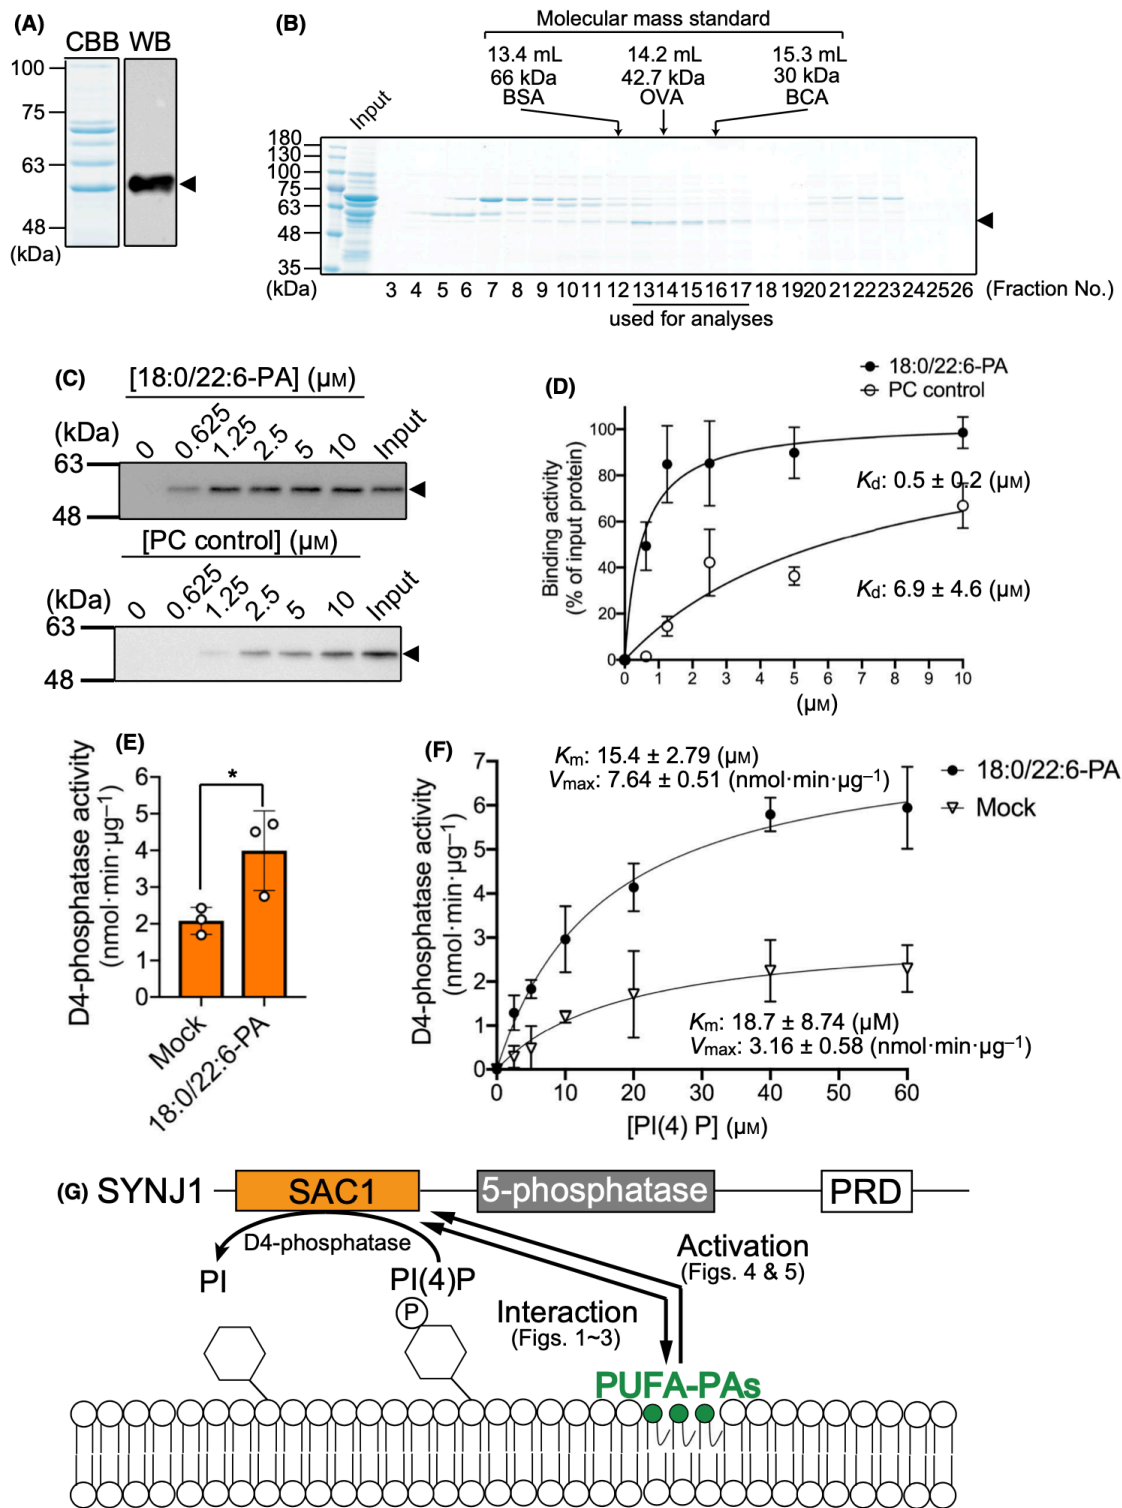 (A)
CBB WB
100
75
63
48
(kDa)
(B)
Molecular mass standard
13.4 mL 14.2 mL 15.3 mL
66 kDa 42.7 kDa 30 kDa
BSA OVA BCA
Input
180
130
100
75
63
48
35
(kDa) 3 4 5 6 7 8 9 10 11 12 13 14 15 16 17 18 19 20 21 22 23 24 25 26 (Fraction No.)
used for analyses
(C) [18:0/22:6-PA] (μM)
(kDa) 0 0.625 1.25 2.5 5 10 Input
63
48
[PC control] (μM)
(kDa) 0 0.625 1.25 2.5 5 10 Input
63
48
(D)
18:0/22:6-PA
PC control
Binding activity
(% of input protein)
100
80
60
40
20
0
Kd: 0.5 ± 0.2 (μM)
Kd: 6.9 ± 4.6 (μM)
0 1 2 3 4 5 6 7 8 9 10
(μM)
(E)
D4-phosphatase activity
(nmol·min·μg⁻¹)
6
5
4
3
2
1
0
*
Mock
18:0/22:6-PA
(F)
D4-phosphatase activity
(nmol·min·μg⁻¹)
7
6
5
4
3
2
1
0
Km: 15.4 ± 2.79 (μM)
Vmax: 7.64 ± 0.51 (nmol·min·μg⁻¹)
18:0/22:6-PA
Mock
Km: 18.7 ± 8.74 (μM)
Vmax: 3.16 ± 0.58 (nmol·min·μg⁻¹)
0 10 20 30 40 50 60
[PI(4) P] (μM)
(G) SYNJ1 SAC1 5-phosphatase PRD
D4-phosphatase
PI PI(4)P
P
Activation
(Figs. 4 & 5)
Interaction
(Figs. 1~3)
PUFA-PAs